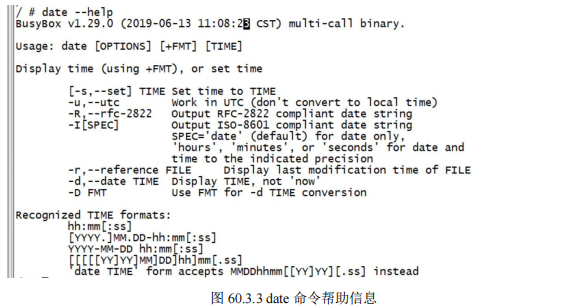 / # date --help
BusyBox v1.29.0 (2019-06-13 11:08:23 CST) multi-call binary.
Usage: date [OPTIONS] [+FMT] [TIME]
Display time (using +FMT), or set time
[-s,--set] TIME Set time to TIME
-u,--utc Work in UTC (don't convert to local time)
-R,--rfc-2822 Output RFC-2822 compliant date string
-I[SPEC] Output ISO-8601 compliant date string
SPEC='date' (default) for date only,
'hours', 'minutes', or 'seconds' for date and
time to the indicated precision
-r,--reference FILE Display last modification time of FILE
-d,--date TIME Display TIME, not 'now'
-D FMT Use FMT for -d TIME conversion
Recognized TIME formats:
hh:mm[:ss]
[YYYY.]MM.DD-hh:mm[:ss]
YYYY-MM-DD hh:mm[:ss]
[[[[[YY]YY]MM]DD]hh]mm[.ss]
'date TIME' form accepts MMDDhhmm[[YY]YY][.ss] instead
图 60.3.3 date 命令帮助信息